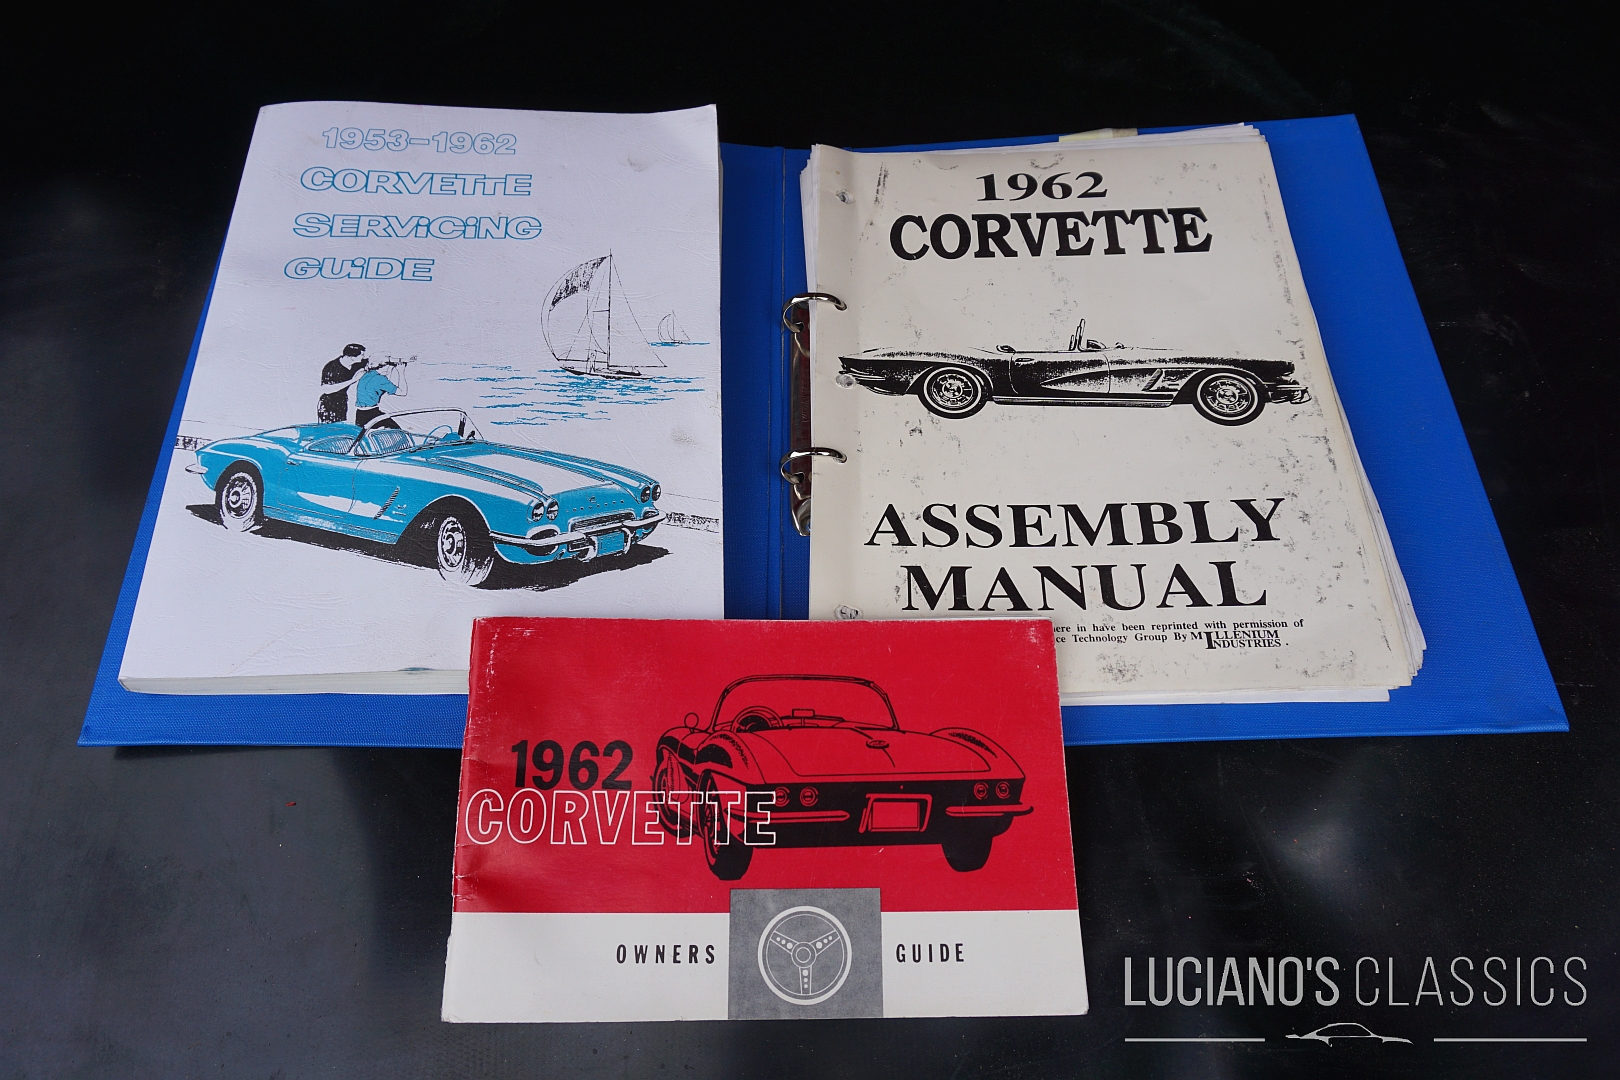 1953-1962
CORVETTE
SERViCiNG
GUiDE
1962
CORVETTE
ASSEMBLY
MANUAL
here in have been reprinted with permission of
Technology Group By MILLENIUM
INDUSTRIES.
1962
CORVETTE
OWNERS GUIDE
LUCIANO'S CLASSICS